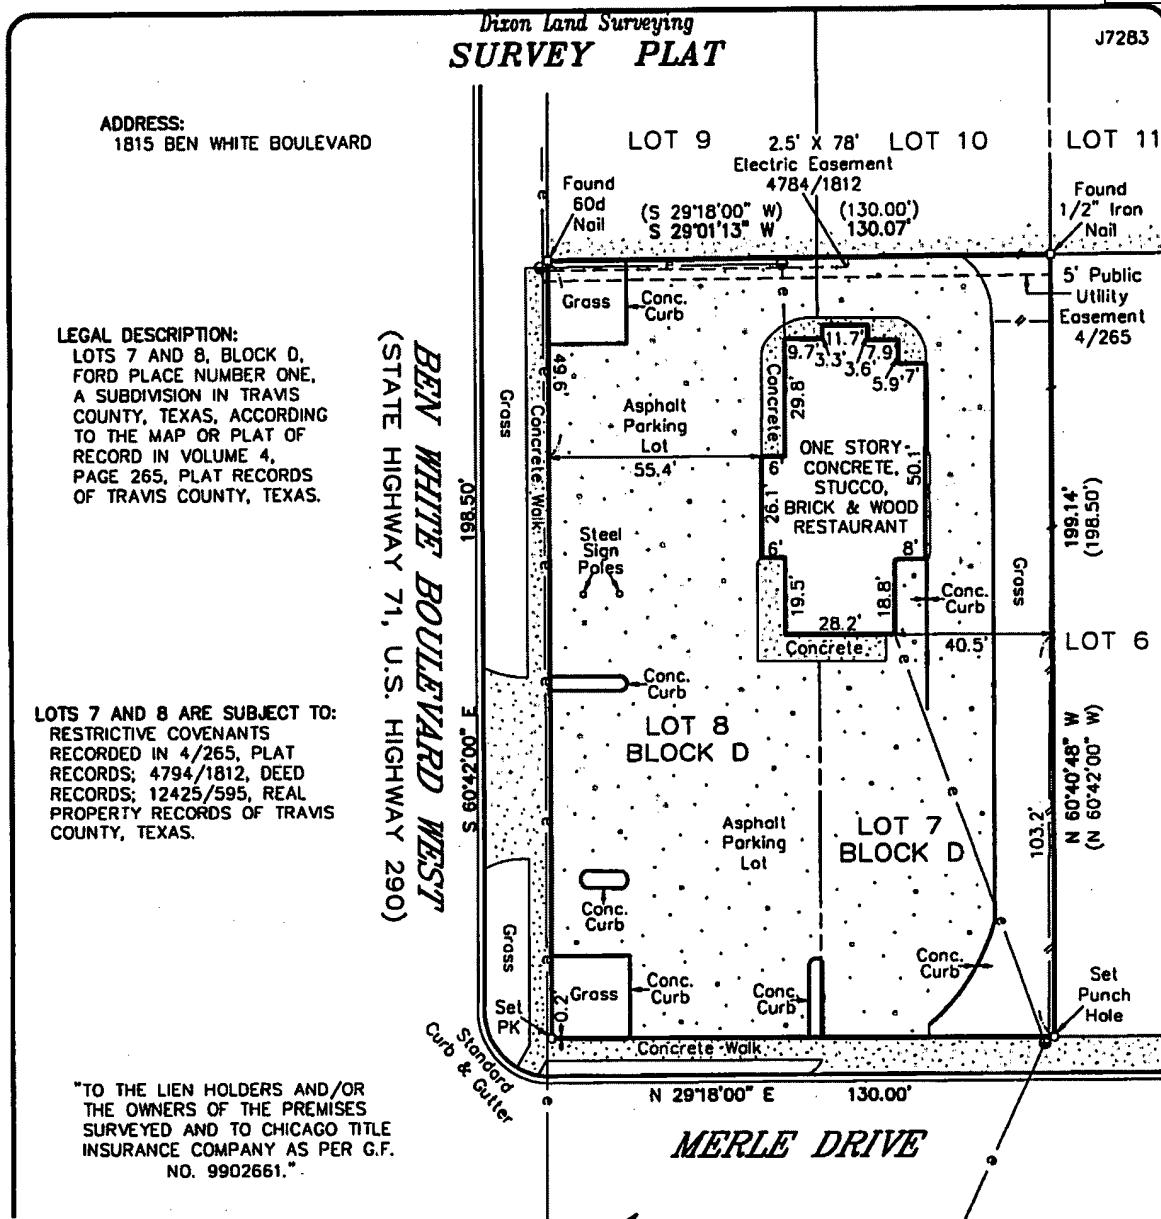 Dixon Land Surveying
SURVEY PLAT
J7283
ADDRESS:
1815 BEN WHITE BOULEVARD
LOT 9
2.5' X 78'
Electric Easement
4784/1812
LOT 10
LOT 11
Found
60d
Nail
(S 29°18'00" W)
S 29°01'13" W
(130.00')
130.07'
Found
1/2" Iron
Nail
5' Public
Utility
Easement
4/265
LEGAL DESCRIPTION:
LOTS 7 AND 8, BLOCK D,
FORD PLACE NUMBER ONE,
A SUBDIVISION IN TRAVIS
COUNTY, TEXAS, ACCORDING
TO THE MAP OR PLAT OF
RECORD IN VOLUME 4,
PAGE 265, PLAT RECORDS
OF TRAVIS COUNTY, TEXAS.
Grass
Conc.
Curb
49.6'
Grass
Concrete Walk
BEN WHITE BOULEVARD WEST
(STATE HIGHWAY 71, U.S. HIGHWAY 290)
198.50'
S 60°42'00" E
Asphalt
Parking
Lot
55.4'
Concrete
9.7'
3.3'
11.7'
3.6'
7.9'
5.9'
7'
29.8'
6'
26.1'
6'
50.1'
ONE STORY
CONCRETE,
STUCCO,
BRICK & WOOD
RESTAURANT
8'
19.5'
18.8'
28.2'
Concrete
Conc.
Curb
40.5'
Grass
199.14'
(198.50')
Steel
Sign
Poles
LOT 6
Conc.
Curb
LOT 8
BLOCK D
LOTS 7 AND 8 ARE SUBJECT TO:
RESTRICTIVE COVENANTS
RECORDED IN 4/265, PLAT
RECORDS; 4794/1812, DEED
RECORDS; 12425/595, REAL
PROPERTY RECORDS OF TRAVIS
COUNTY, TEXAS.
N 60°40'48" W
(N 60°42'00" W)
103.2'
Asphalt
Parking
Lot
LOT 7
BLOCK D
Conc.
Curb
Grass
Set
PK
0.2'
Grass
Conc.
Curb
Conc.
Curb
Conc.
Curb
Set
Punch
Hole
Standard
Curb & Gutter
Concrete Walk
N 29°18'00" E
130.00'
MERLE DRIVE
"TO THE LIEN HOLDERS AND/OR
THE OWNERS OF THE PREMISES
SURVEYED AND TO CHICAGO TITLE
INSURANCE COMPANY AS PER G.F.
NO. 9902661."